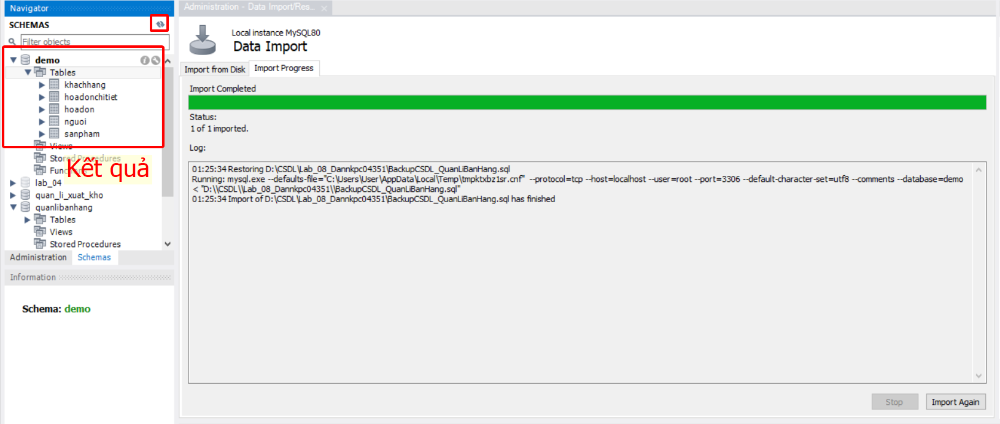 Navigator
SCHEMAS
Filter objects
demo
Tables
khachhang
hoadonchitiet
hoadon
nguoi
sanpham
Views
Stored Procedures
Kết quả
lab_04
quan_li_xuat_kho
quanlibanhang
Tables
Views
Stored Procedures
Administration Schemas
Information
Schema: demo
Administration - Data Import/Res...
Local instance MySQL80
Data Import
Import from Disk Import Progress
Import Completed
Status:
1 of 1 imported.
Log:
01:25:34 Restoring D:\CSDL\Lab_08_Dannkpc04351\BackupCSDL_QuanLiBanHang.sql
Running: mysql.exe --defaults-file="C:\Users\User\AppData\Local\Temp\tmpktxbz1sr.cnf" --protocol=tcp --host=localhost --user=root --port=3306 --default-character-set=utf8 --comments --database=demo
< "D:\\CSDL\\Lab_08_Dannkpc04351\\BackupCSDL_QuanLiBanHang.sql"
01:25:34 Import of D:\CSDL\Lab_08_Dannkpc04351\BackupCSDL_QuanLiBanHang.sql has finished
Stop Import Again